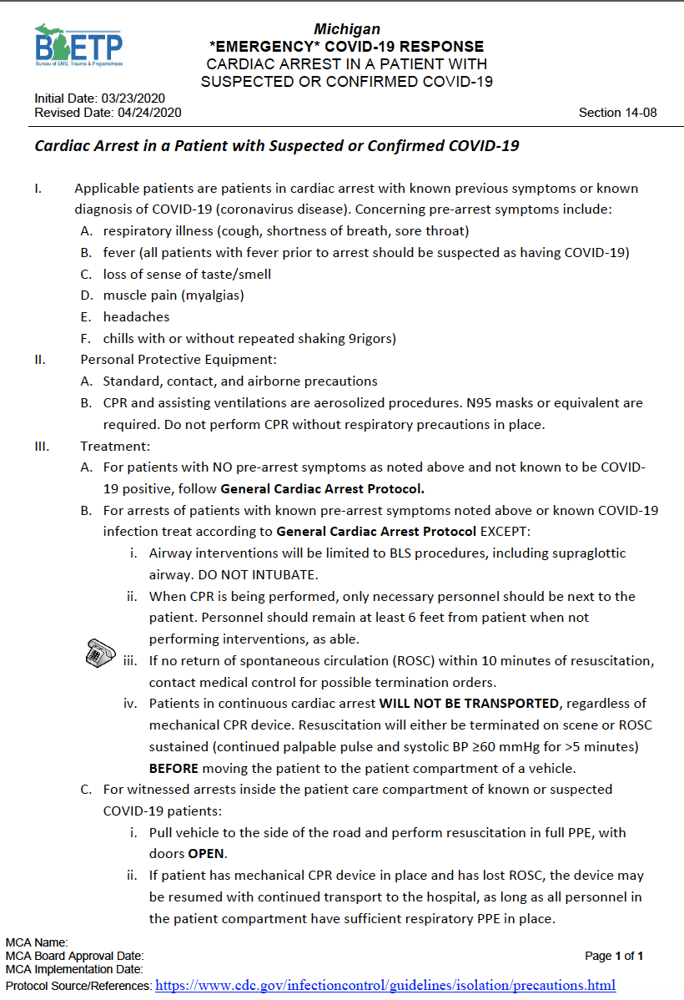 BETP
Bureau of EMS, Trauma & Preparedness
Michigan
*EMERGENCY* COVID-19 RESPONSE
CARDIAC ARREST IN A PATIENT WITH
SUSPECTED OR CONFIRMED COVID-19
Initial Date: 03/23/2020
Revised Date: 04/24/2020
Section 14-08
Cardiac Arrest in a Patient with Suspected or Confirmed COVID-19
I. Applicable patients are patients in cardiac arrest with known previous symptoms or known
diagnosis of COVID-19 (coronavirus disease). Concerning pre-arrest symptoms include:
A. respiratory illness (cough, shortness of breath, sore throat)
B. fever (all patients with fever prior to arrest should be suspected as having COVID-19)
C. loss of sense of taste/smell
D. muscle pain (myalgias)
E. headaches
F. chills with or without repeated shaking 9rigors)
II. Personal Protective Equipment:
A. Standard, contact, and airborne precautions
B. CPR and assisting ventilations are aerosolized procedures. N95 masks or equivalent are
required. Do not perform CPR without respiratory precautions in place.
III. Treatment:
A. For patients with NO pre-arrest symptoms as noted above and not known to be COVID-
19 positive, follow General Cardiac Arrest Protocol.
B. For arrests of patients with known pre-arrest symptoms noted above or known COVID-19
infection treat according to General Cardiac Arrest Protocol EXCEPT:
i. Airway interventions will be limited to BLS procedures, including supraglottic
airway. DO NOT INTUBATE.
ii. When CPR is being performed, only necessary personnel should be next to the
patient. Personnel should remain at least 6 feet from patient when not
performing interventions, as able.
iii. If no return of spontaneous circulation (ROSC) within 10 minutes of resuscitation,
contact medical control for possible termination orders.
iv. Patients in continuous cardiac arrest WILL NOT BE TRANSPORTED, regardless of
mechanical CPR device. Resuscitation will either be terminated on scene or ROSC
sustained (continued palpable pulse and systolic BP ≥60 mmHg for >5 minutes)
BEFORE moving the patient to the patient compartment of a vehicle.
C. For witnessed arrests inside the patient care compartment of known or suspected
COVID-19 patients:
i. Pull vehicle to the side of the road and perform resuscitation in full PPE, with
doors OPEN.
ii. If patient has mechanical CPR device in place and has lost ROSC, the device may
be resumed with continued transport to the hospital, as long as all personnel in
the patient compartment have sufficient respiratory PPE in place.
MCA Name:
MCA Board Approval Date:
Page 1 of 1
MCA Implementation Date:
Protocol Source/References: https://www.cdc.gov/infectioncontrol/guidelines/isolation/precautions.html